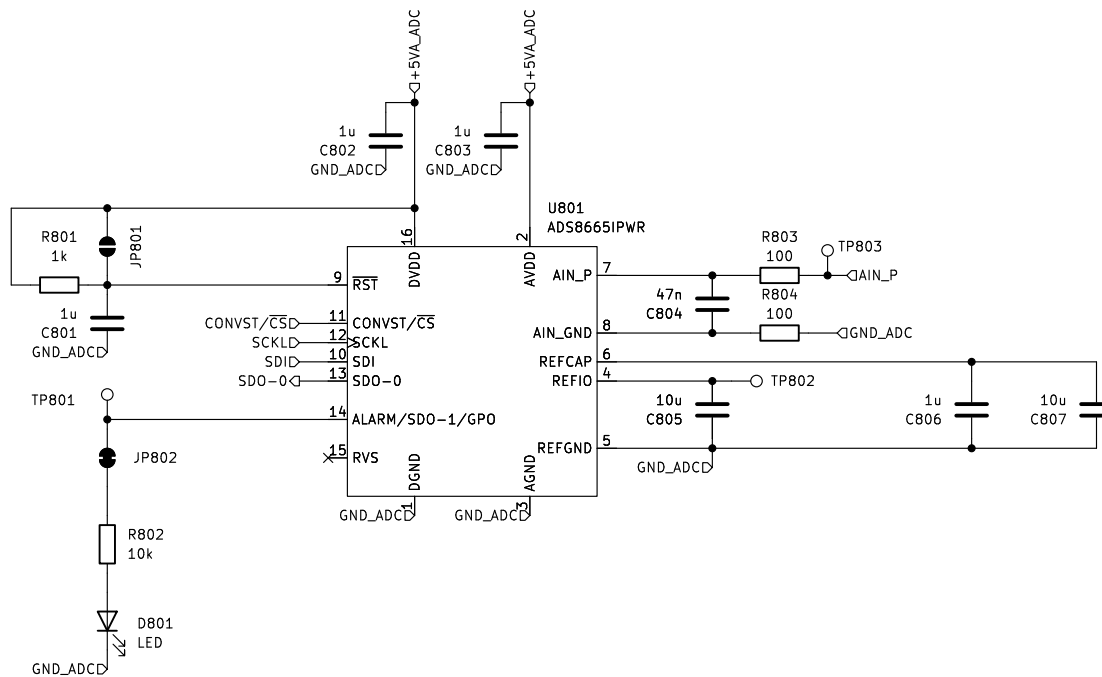 +5VA_ADC
+5VA_ADC
1u
C802
GND_ADC
1u
C803
GND_ADC
U801
ADS8665IPWR
R801
1k
JP801
16
DVDD
2
AVDD
1u
C801
GND_ADC
9
RST
CONVST/CS
11
CONVST/CS
SCKL
12
SCKL
SDI
10
SDI
SDO-0
13
SDO-0
TP801
14
ALARM/SDO-1/GPO
JP802
15
RVS
DGND
1
GND_ADC
AGND
3
GND_ADC
AIN_P
7
R803
100
TP803
AIN_P
47n
C804
R804
100
AIN_GND
8
GND_ADC
REFCAP
6
REFIO
4
TP802
10u
C805
1u
C806
10u
C807
REFGND
5
GND_ADC
R802
10k
D801
LED
GND_ADC